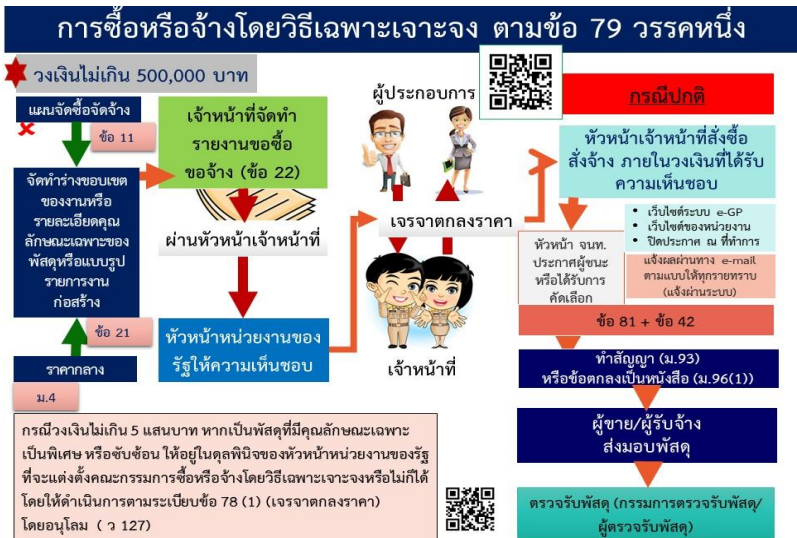 การซื้อหรือจ้างโดยวิธีเฉพาะเจาะจง ตามข้อ 79 วรรคหนึ่ง
วงเงินไม่เกิน 500,000 บาท
แผนจัดซื้อจัดจ้าง
ข้อ 11
จัดทำร่างขอบเขต
ของงานหรือ
รายละเอียดคุณ
ลักษณะเฉพาะของ
พัสดุหรือแบบรูป
รายการงาน
ก่อสร้าง
ข้อ 21
ราคากลาง
ม.4
เจ้าหน้าที่จัดทำ
รายงานขอซื้อ
ขอจ้าง (ข้อ 22)
ผ่านหัวหน้าเจ้าหน้าที่
หัวหน้าหน่วยงานของ
รัฐให้ความเห็นชอบ
ผู้ประกอบการ
เจรจาตกลงราคา
เจ้าหน้าที่
กรณีปกติ
หัวหน้าเจ้าหน้าที่สั่งซื้อ
สั่งจ้าง ภายในวงเงินที่ได้รับ
ความเห็นชอบ
หัวหน้า จนท.
ประกาศผู้ชนะ
หรือได้รับการ
คัดเลือก
• เว็บไซต์ระบบ e-GP
• เว็บไซต์ของหน่วยงาน
• ปิดประกาศ ณ ที่ทำการ
แจ้งผลผ่านทาง e-mail
ตามแบบให้ทุกรายทราบ
(แจ้งผ่านระบบ)
ข้อ 81 + ข้อ 42
ทำสัญญา (ม.93)
หรือข้อตกลงเป็นหนังสือ (ม.96(1))
ผู้ขาย/ผู้รับจ้าง
ส่งมอบพัสดุ
ตรวจรับพัสดุ (กรรมการตรวจรับพัสดุ/
ผู้ตรวจรับพัสดุ)
กรณีวงเงินไม่เกิน 5 แสนบาท หากเป็นพัสดุที่มีคุณลักษณะเฉพาะ
เป็นพิเศษ หรือซับซ้อน ให้อยู่ในดุลพินิจของหัวหน้าหน่วยงานของรัฐ
ที่จะแต่งตั้งคณะกรรมการซื้อหรือจ้างโดยวิธีเฉพาะเจาะจงหรือไม่ก็ได้
โดยให้ดำเนินการตามระเบียบข้อ 78 (1) (เจรจาตกลงราคา)
โดยอนุโลม ( ว 127)